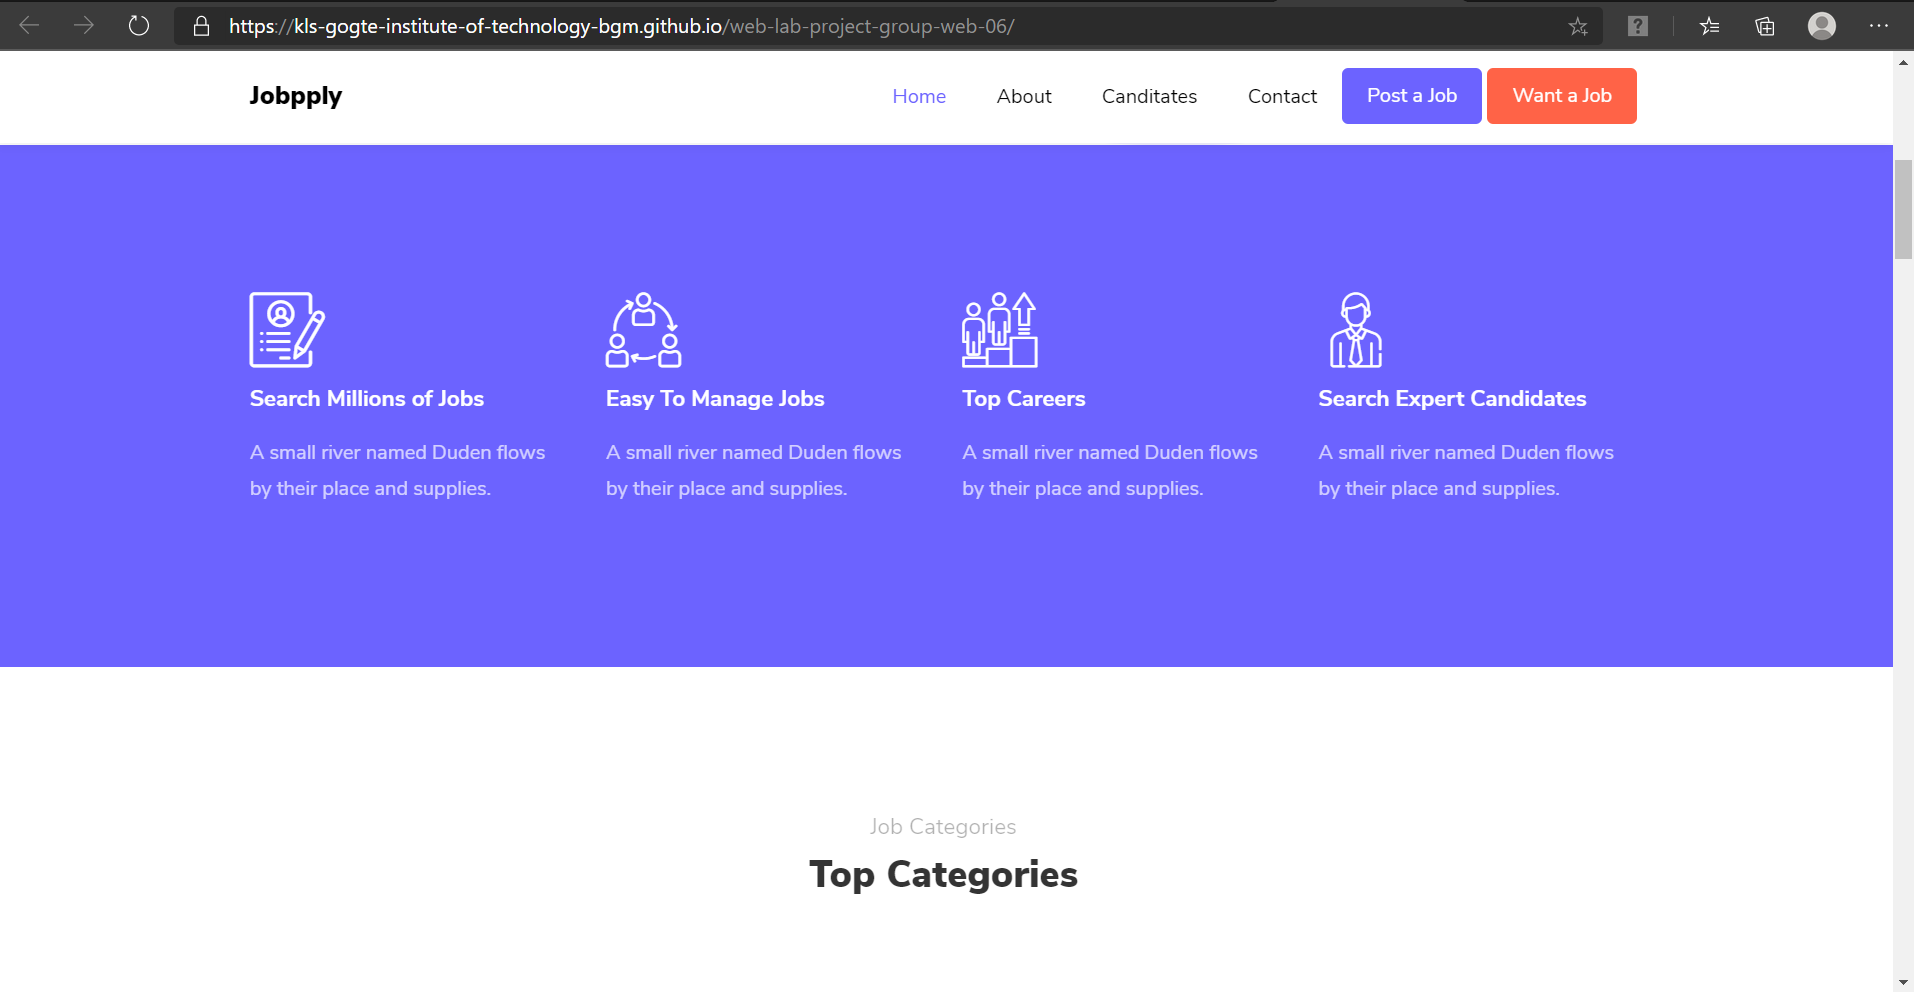 https://kls-gogte-institute-of-technology-bgm.github.io/web-lab-project-group-web-06/
Jobpply
Home About Canditates Contact Post a Job Want a Job
Search Millions of Jobs
A small river named Duden flows
by their place and supplies.
Easy To Manage Jobs
A small river named Duden flows
by their place and supplies.
Top Careers
A small river named Duden flows
by their place and supplies.
Search Expert Candidates
A small river named Duden flows
by their place and supplies.
Job Categories
Top Categories